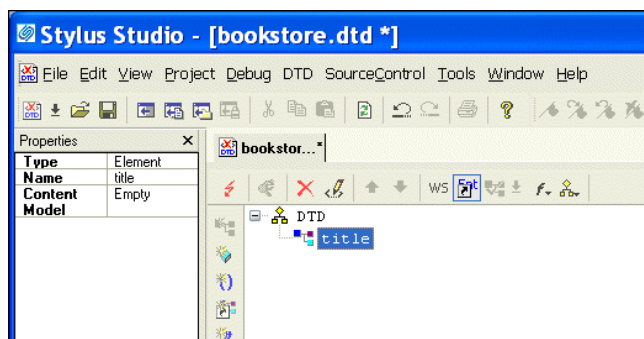 Stylus Studio - [bookstore.dtd *]
File Edit View Project Debug DTD SourceControl Tools Window Help
Properties
bookstor...*
Type Element
Name title
Content Model Empty
WS Ent
DTD
title